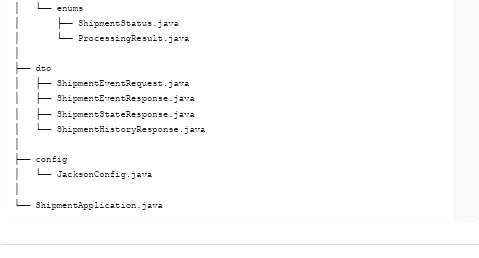 │   └── enums
│       ├── ShipmentStatus.java
│       └── ProcessingResult.java
│
├── dto
│   ├── ShipmentEventRequest.java
│   ├── ShipmentEventResponse.java
│   ├── ShipmentStateResponse.java
│   └── ShipmentHistoryResponse.java
│
├── config
│   └── JacksonConfig.java
│
└── ShipmentApplication.java